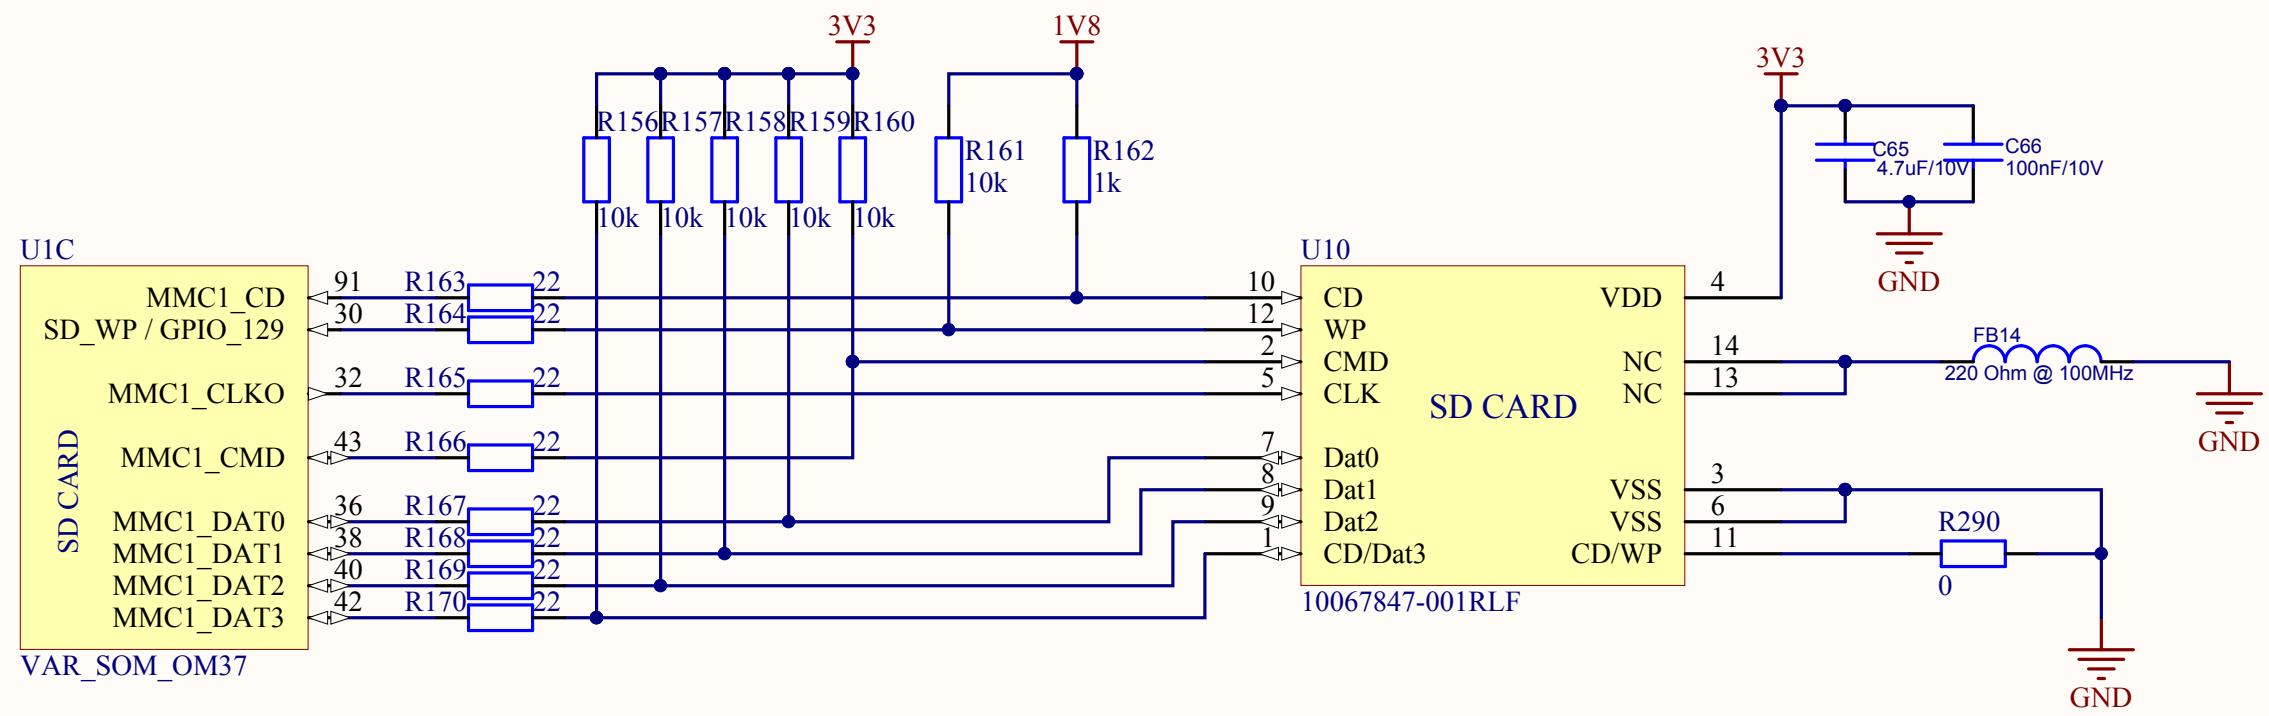 3V3
1V8
3V3
R156
R157
R158
R159
R160
R161
10k
R162
1k
C65
4.7uF/10V
C66
100nF/10V
10k
10k
10k
10k
10k
GND
U1C
U10
MMC1_CD
91
R163
22
10
CD
VDD
4
SD_WP / GPIO_129
30
R164
22
12
WP
2
CMD
NC
14
FB14
220 Ohm @ 100MHz
MMC1_CLKO
32
R165
22
5
CLK
NC
13
SD CARD
GND
MMC1_CMD
43
R166
22
7
Dat0
8
Dat1
VSS
3
SD CARD
MMC1_DAT0
36
R167
22
9
Dat2
VSS
6
R290
0
MMC1_DAT1
38
R168
22
1
CD/Dat3
CD/WP
11
MMC1_DAT2
40
R169
22
MMC1_DAT3
42
R170
22
10067847-001RLF
VAR_SOM_OM37
GND